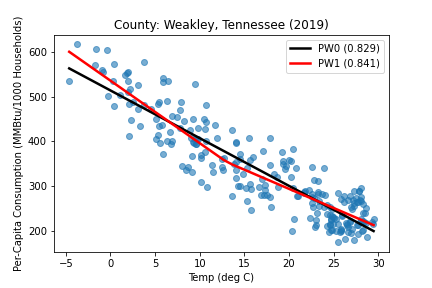 County: Weakley, Tennessee (2019)
PW0 (0.829)
PW1 (0.841)
Per-Capita Consumption (MMBtu/1000 Households)
600
500
400
300
200
−5 0 5 10 15 20 25 30
Temp (deg C)